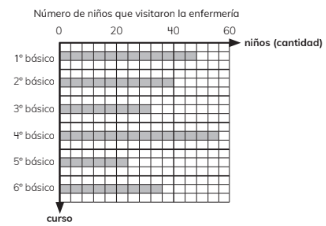 Número de niños que visitaron la enfermería
0 20 40 60
niños (cantidad)
1° básico
2° básico
3° básico
4° básico
5° básico
6° básico
curso